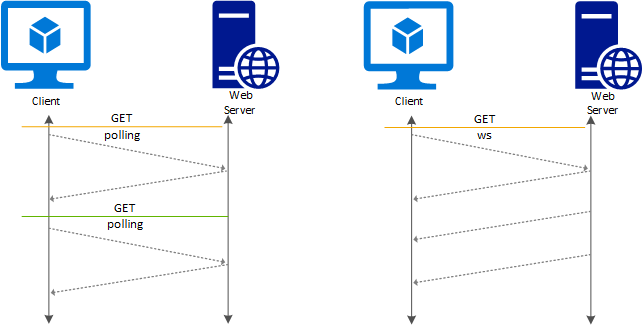 Client
Web
Server
GET
polling
GET
polling
Client
Web
Server
GET
ws